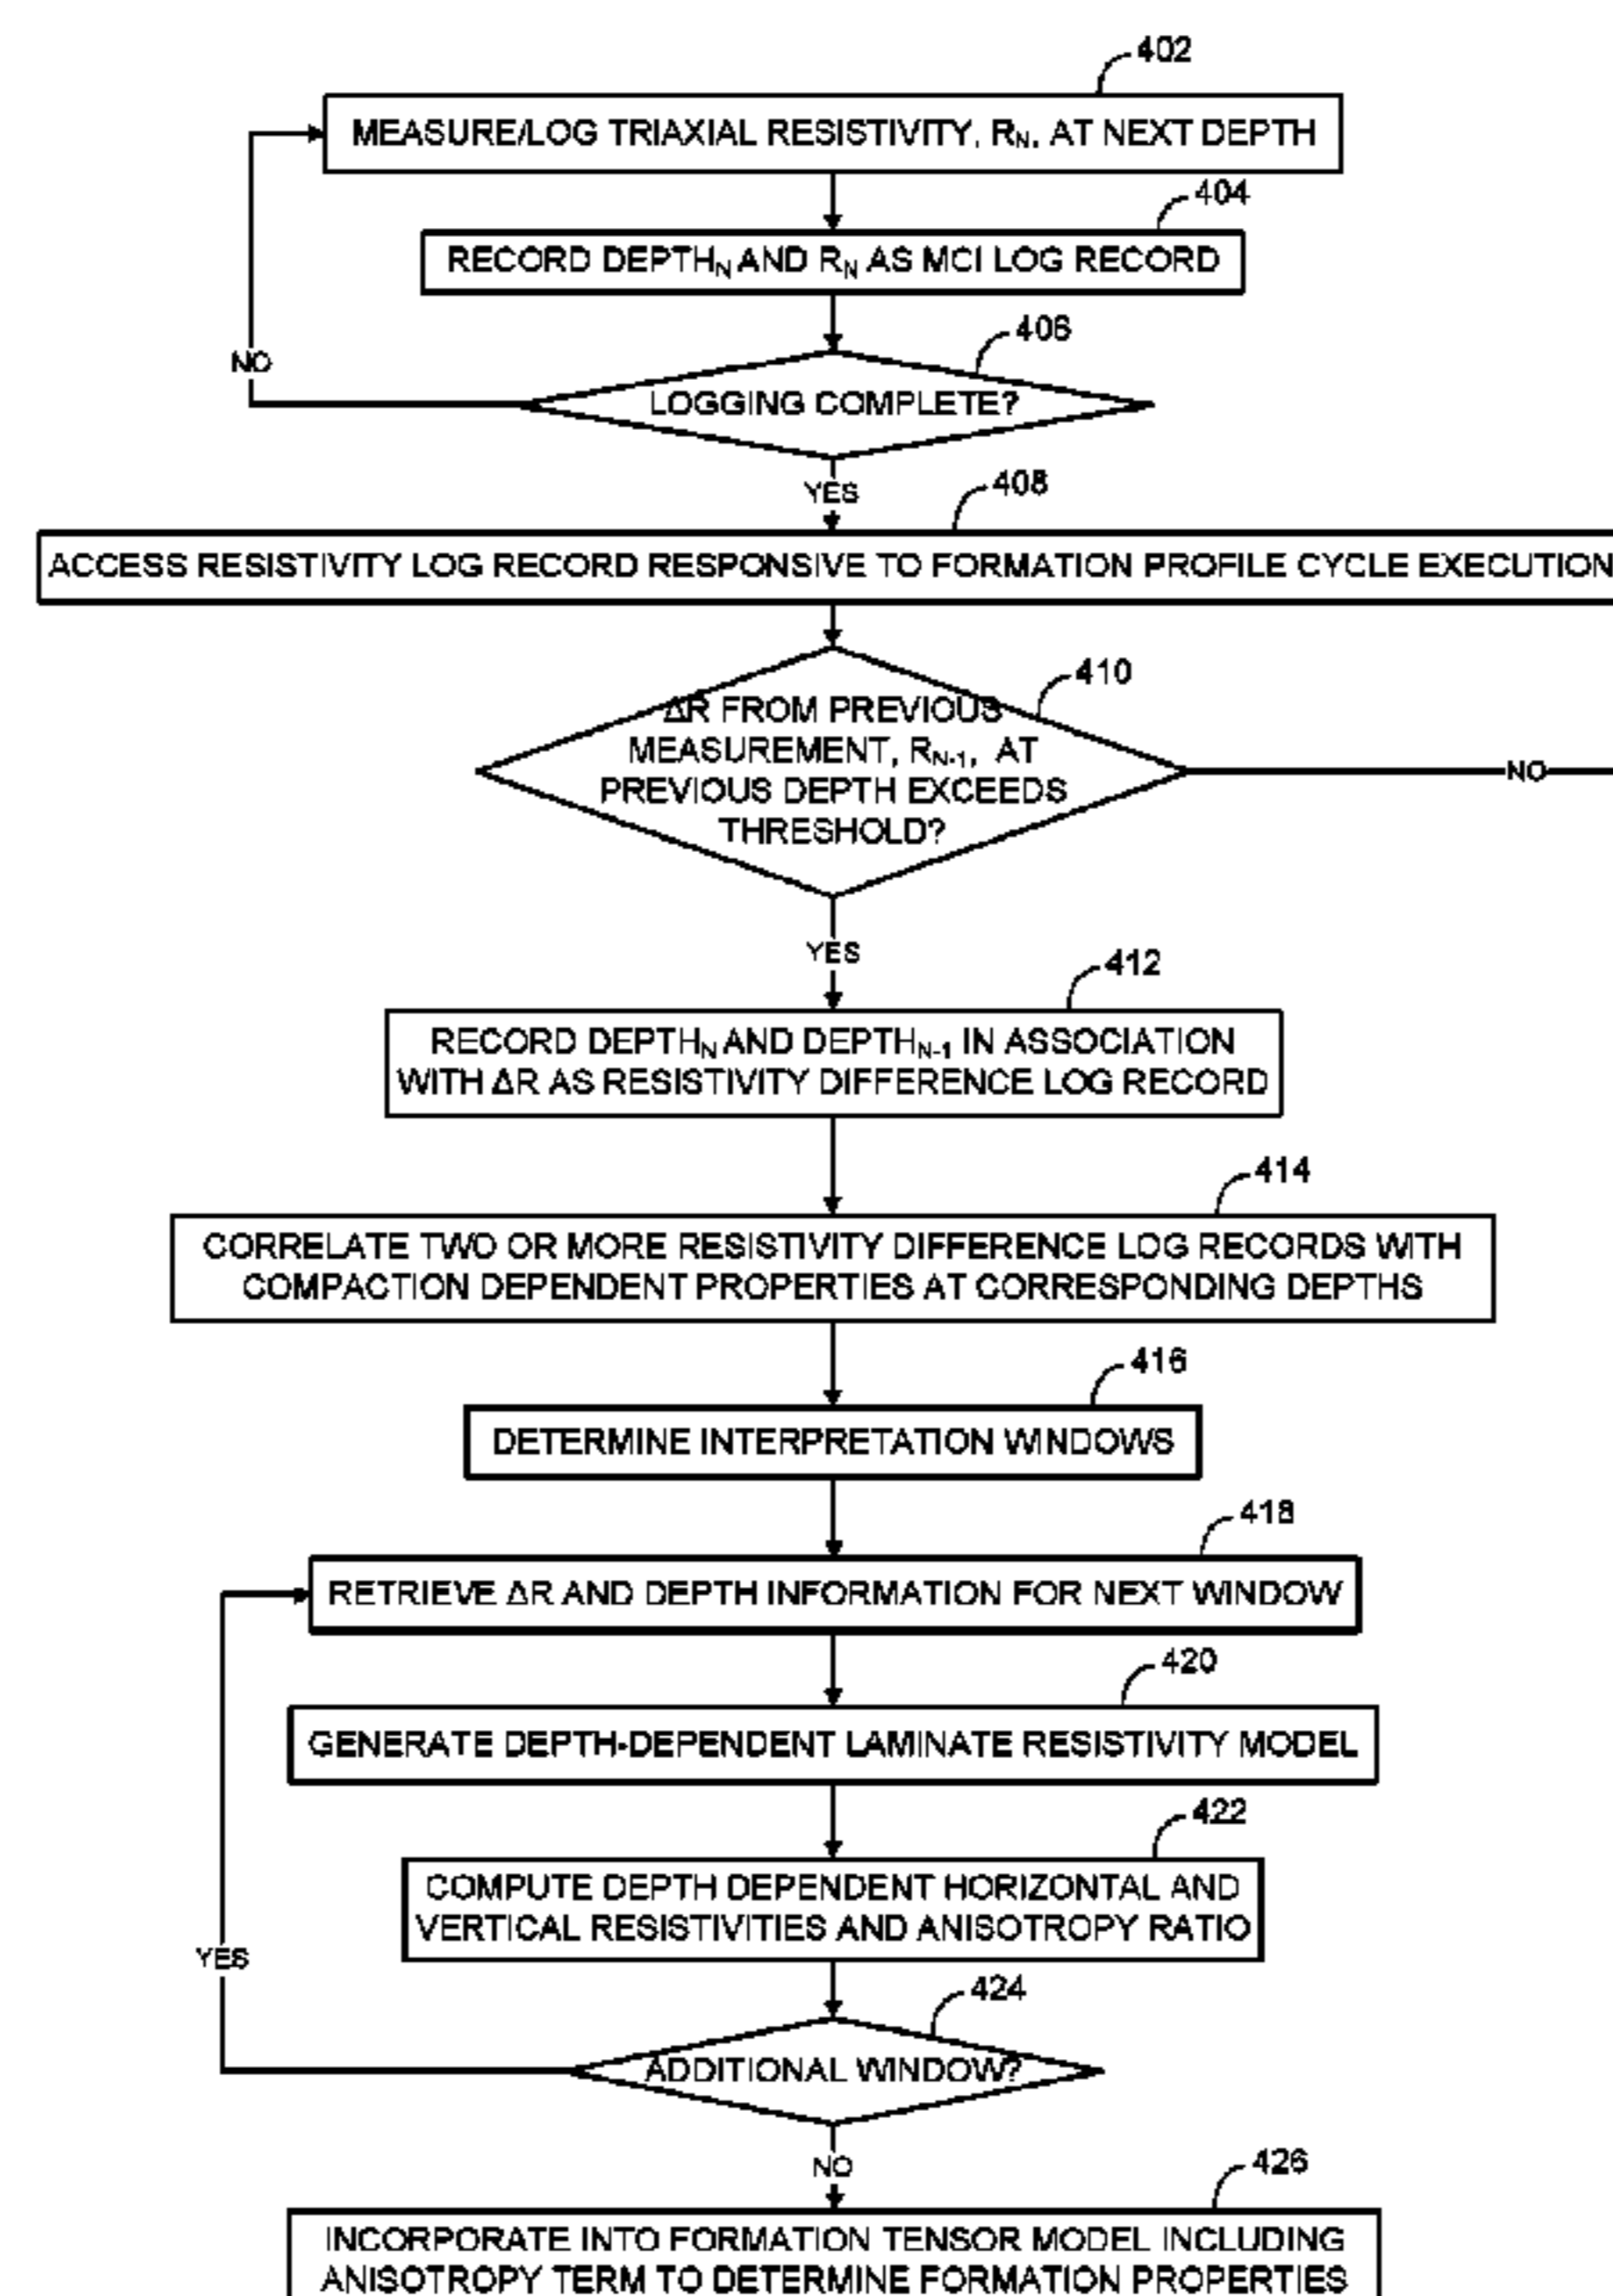 402
MEASURE/LOG TRIAXIAL RESISTIVITY, RN, AT NEXT DEPTH
404
RECORD DEPTHN AND RN AS MCI LOG RECORD
406
LOGGING COMPLETE?
NO
YES
408
ACCESS RESISTIVITY LOG RECORD RESPONSIVE TO FORMATION PROFILE CYCLE EXECUTION
410
ΔR FROM PREVIOUS
MEASUREMENT, RN-1, AT
PREVIOUS DEPTH EXCEEDS
THRESHOLD?
NO
YES
412
RECORD DEPTHN AND DEPTHN-1 IN ASSOCIATION
WITH ΔR AS RESISTIVITY DIFFERENCE LOG RECORD
414
CORRELATE TWO OR MORE RESISTIVITY DIFFERENCE LOG RECORDS WITH
COMPACTION DEPENDENT PROPERTIES AT CORRESPONDING DEPTHS
416
DETERMINE INTERPRETATION WINDOWS
418
RETRIEVE ΔR AND DEPTH INFORMATION FOR NEXT WINDOW
420
GENERATE DEPTH-DEPENDENT LAMINATE RESISTIVITY MODEL
422
COMPUTE DEPTH DEPENDENT HORIZONTAL AND
VERTICAL RESISTIVITIES AND ANISOTROPY RATIO
YES
424
ADDITIONAL WINDOW?
NO
426
INCORPORATE INTO FORMATION TENSOR MODEL INCLUDING
ANISOTROPY TERM TO DETERMINE FORMATION PROPERTIES